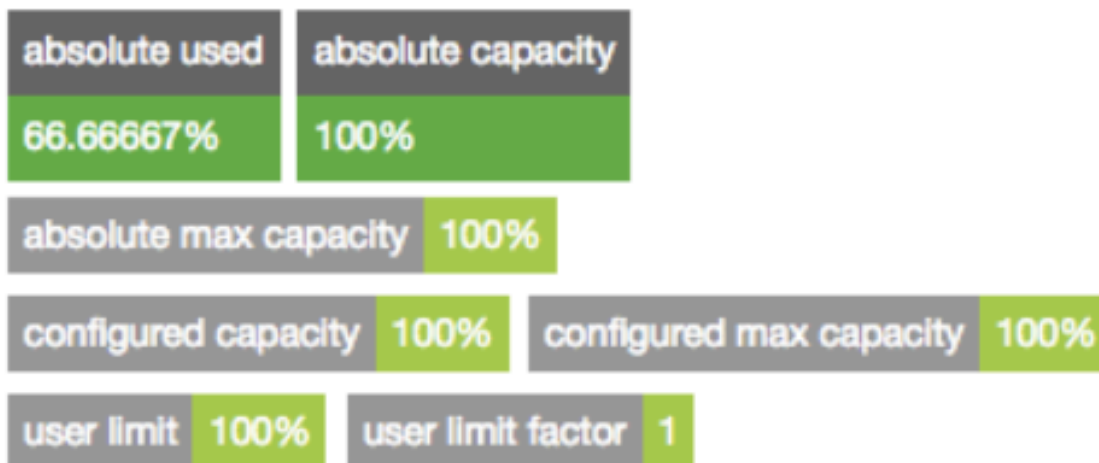 absolute used absolute capacity
66.66667% 100%
absolute max capacity 100%
configured capacity 100% configured max capacity 100%
user limit 100% user limit factor 1